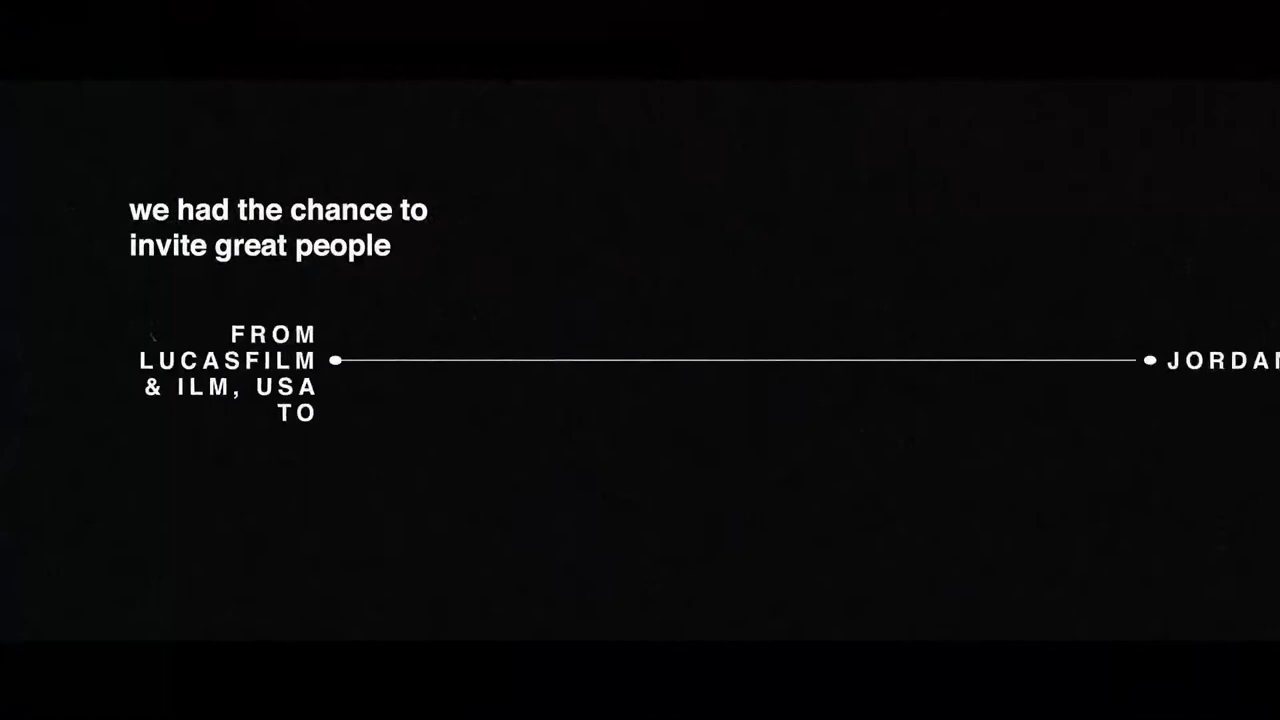 we had the chance to
invite great people
FROM
LUCASFILM
& ILM, USA
TO